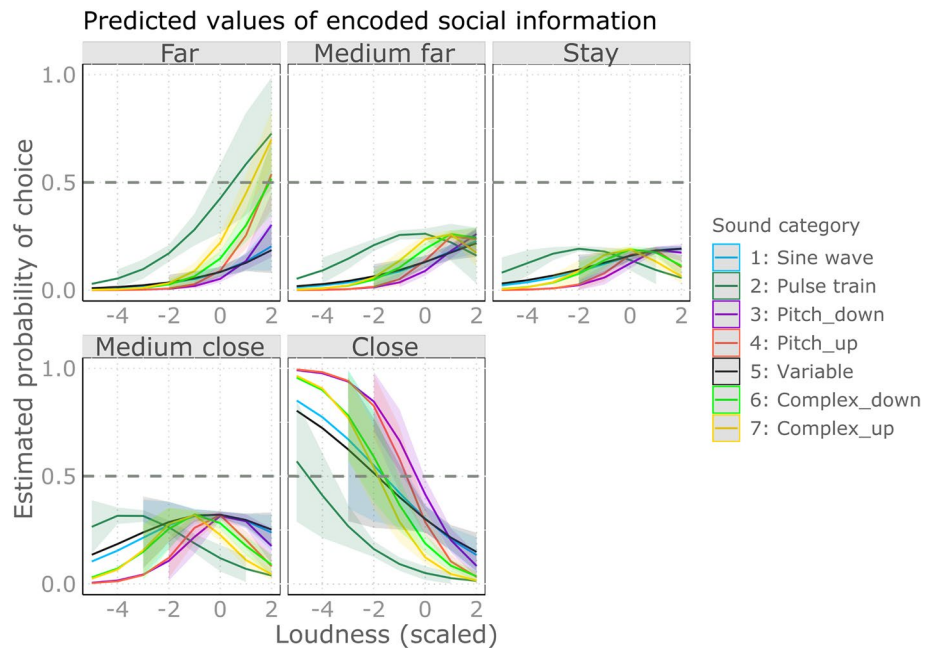 Predicted values of encoded social information
Far
Medium far
Stay
1.0
0.5
0.0
-4 -2 0 2
-4 -2 0 2
-4 -2 0 2
Medium close
Close
1.0
0.5
0.0
-4 -2 0 2
-4 -2 0 2
Estimated probability of choice
Loudness (scaled)
Sound category
1: Sine wave
2: Pulse train
3: Pitch_down
4: Pitch_up
5: Variable
6: Complex_down
7: Complex_up